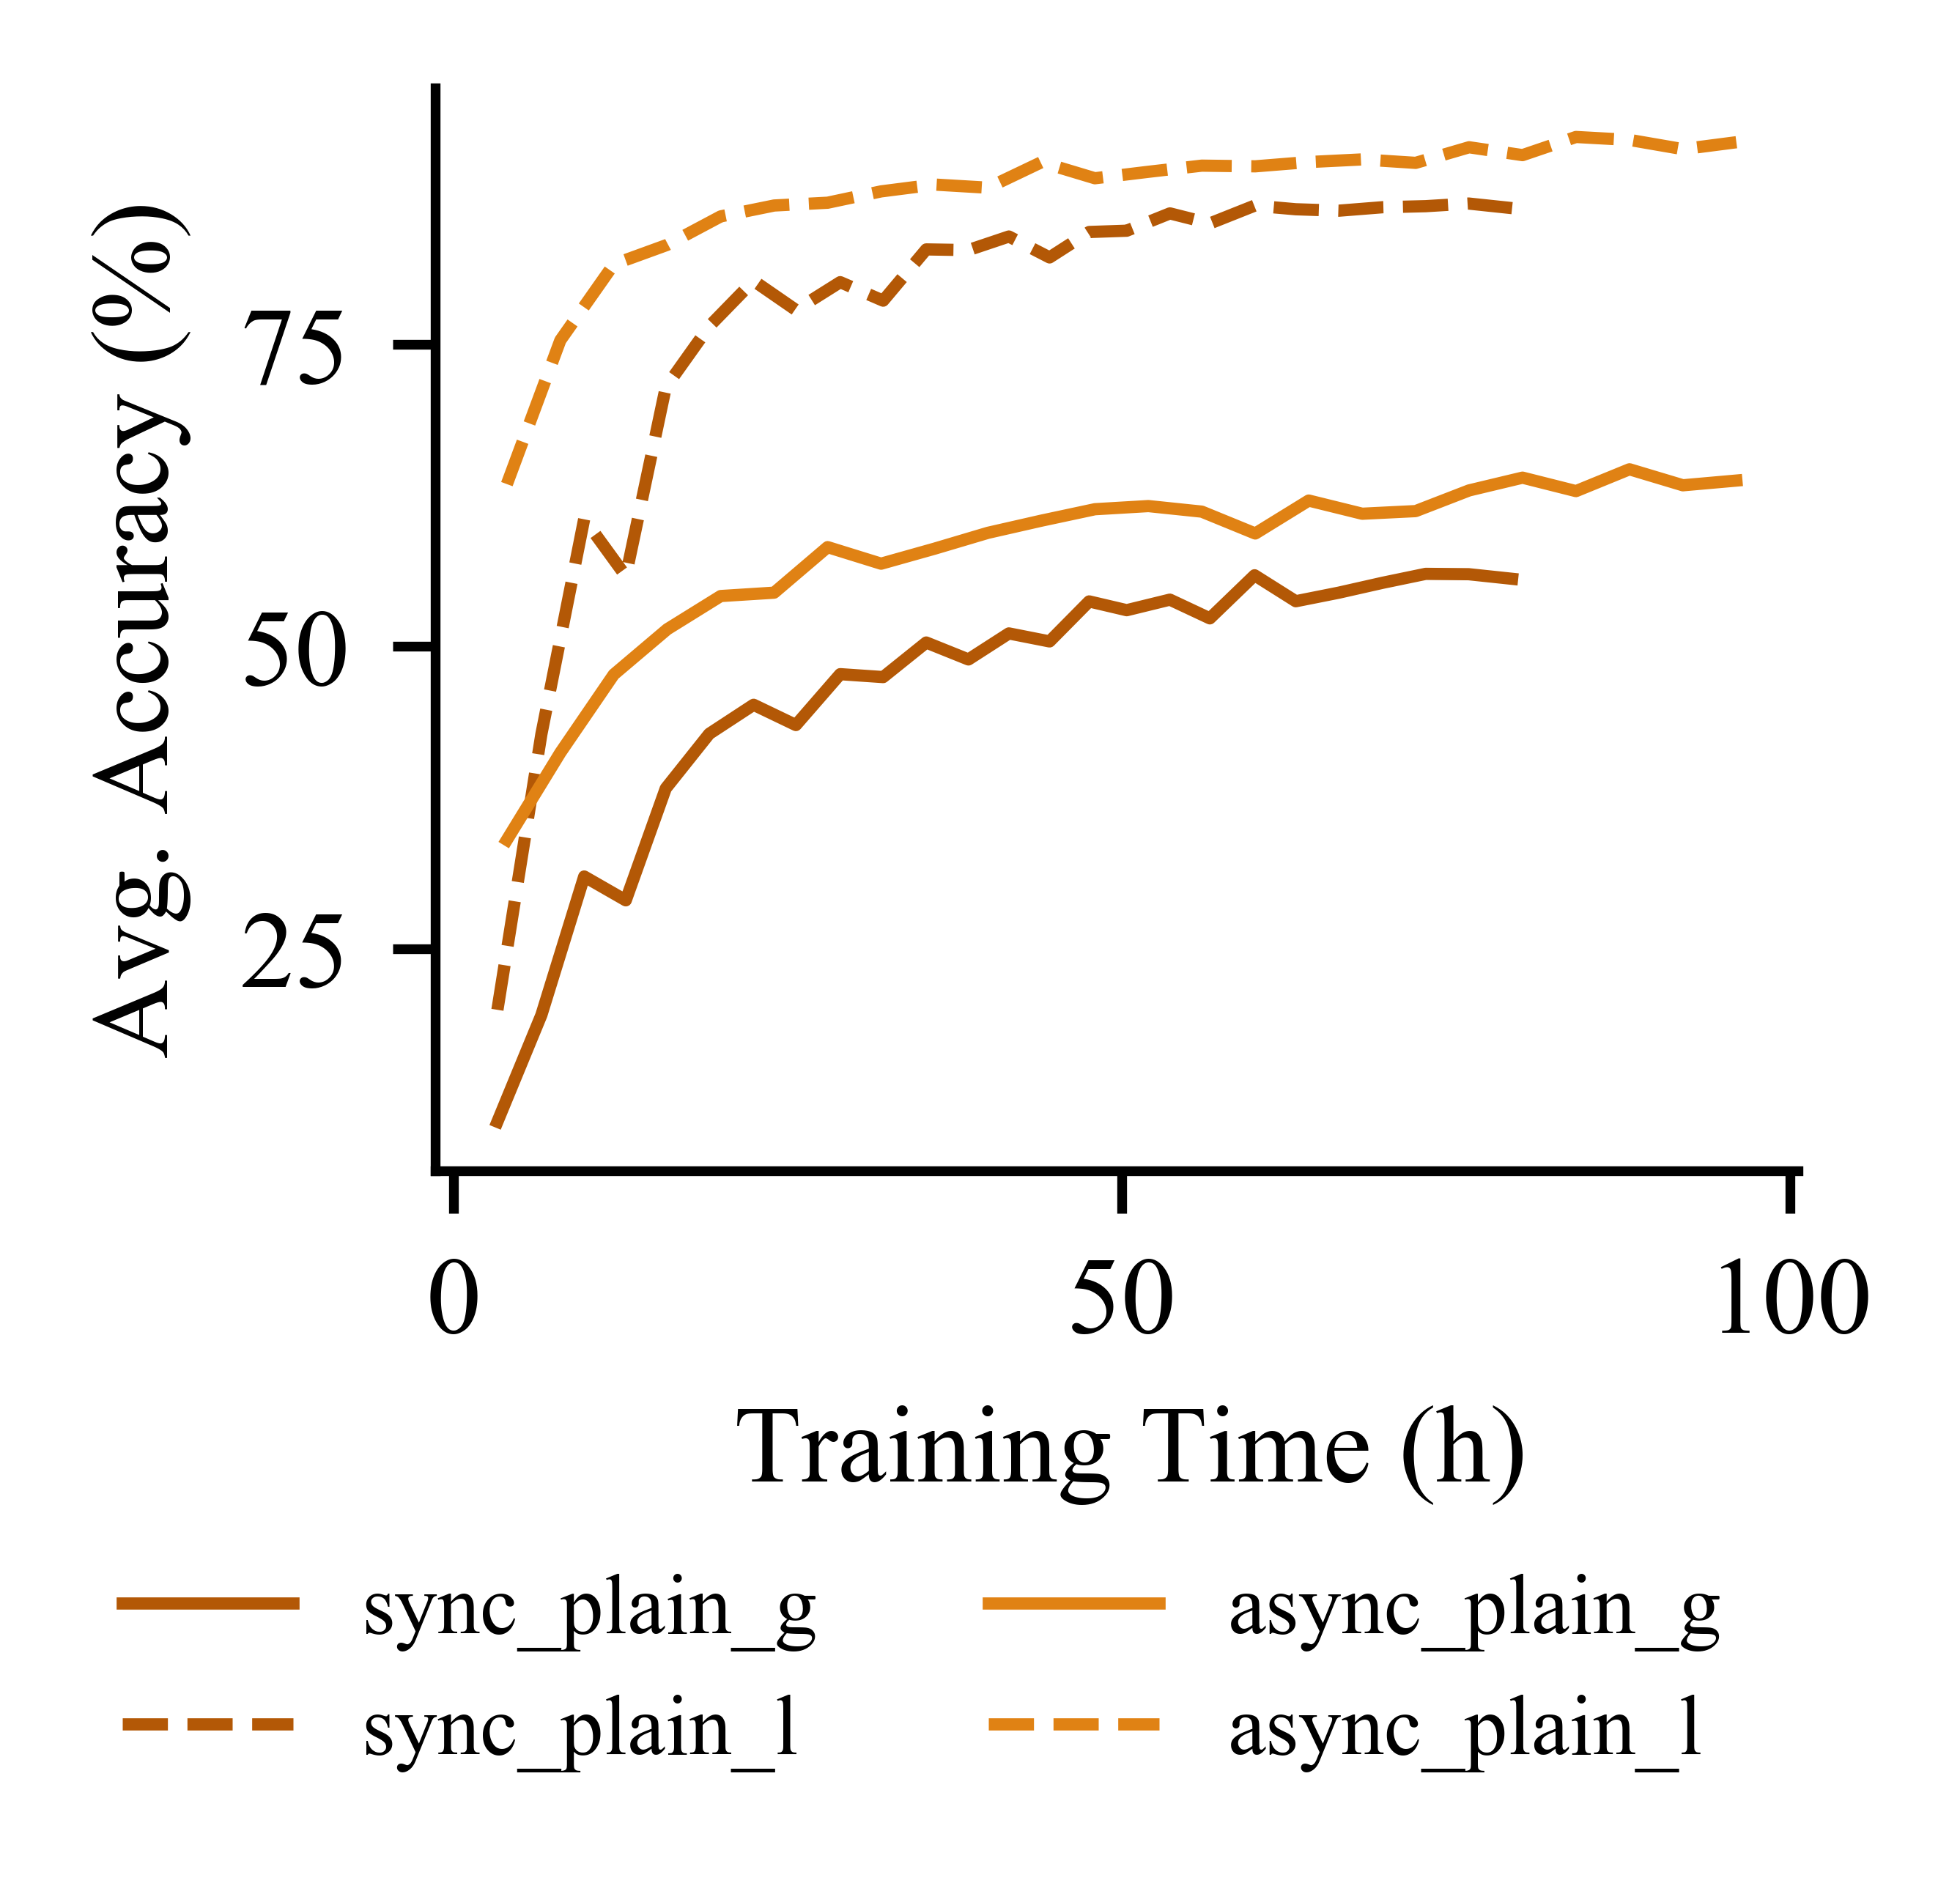 Avg. Accuracy (%)
75
50
25
0 50 100
Training Time (h)
sync_plain_g async_plain_g
sync_plain_l async_plain_l